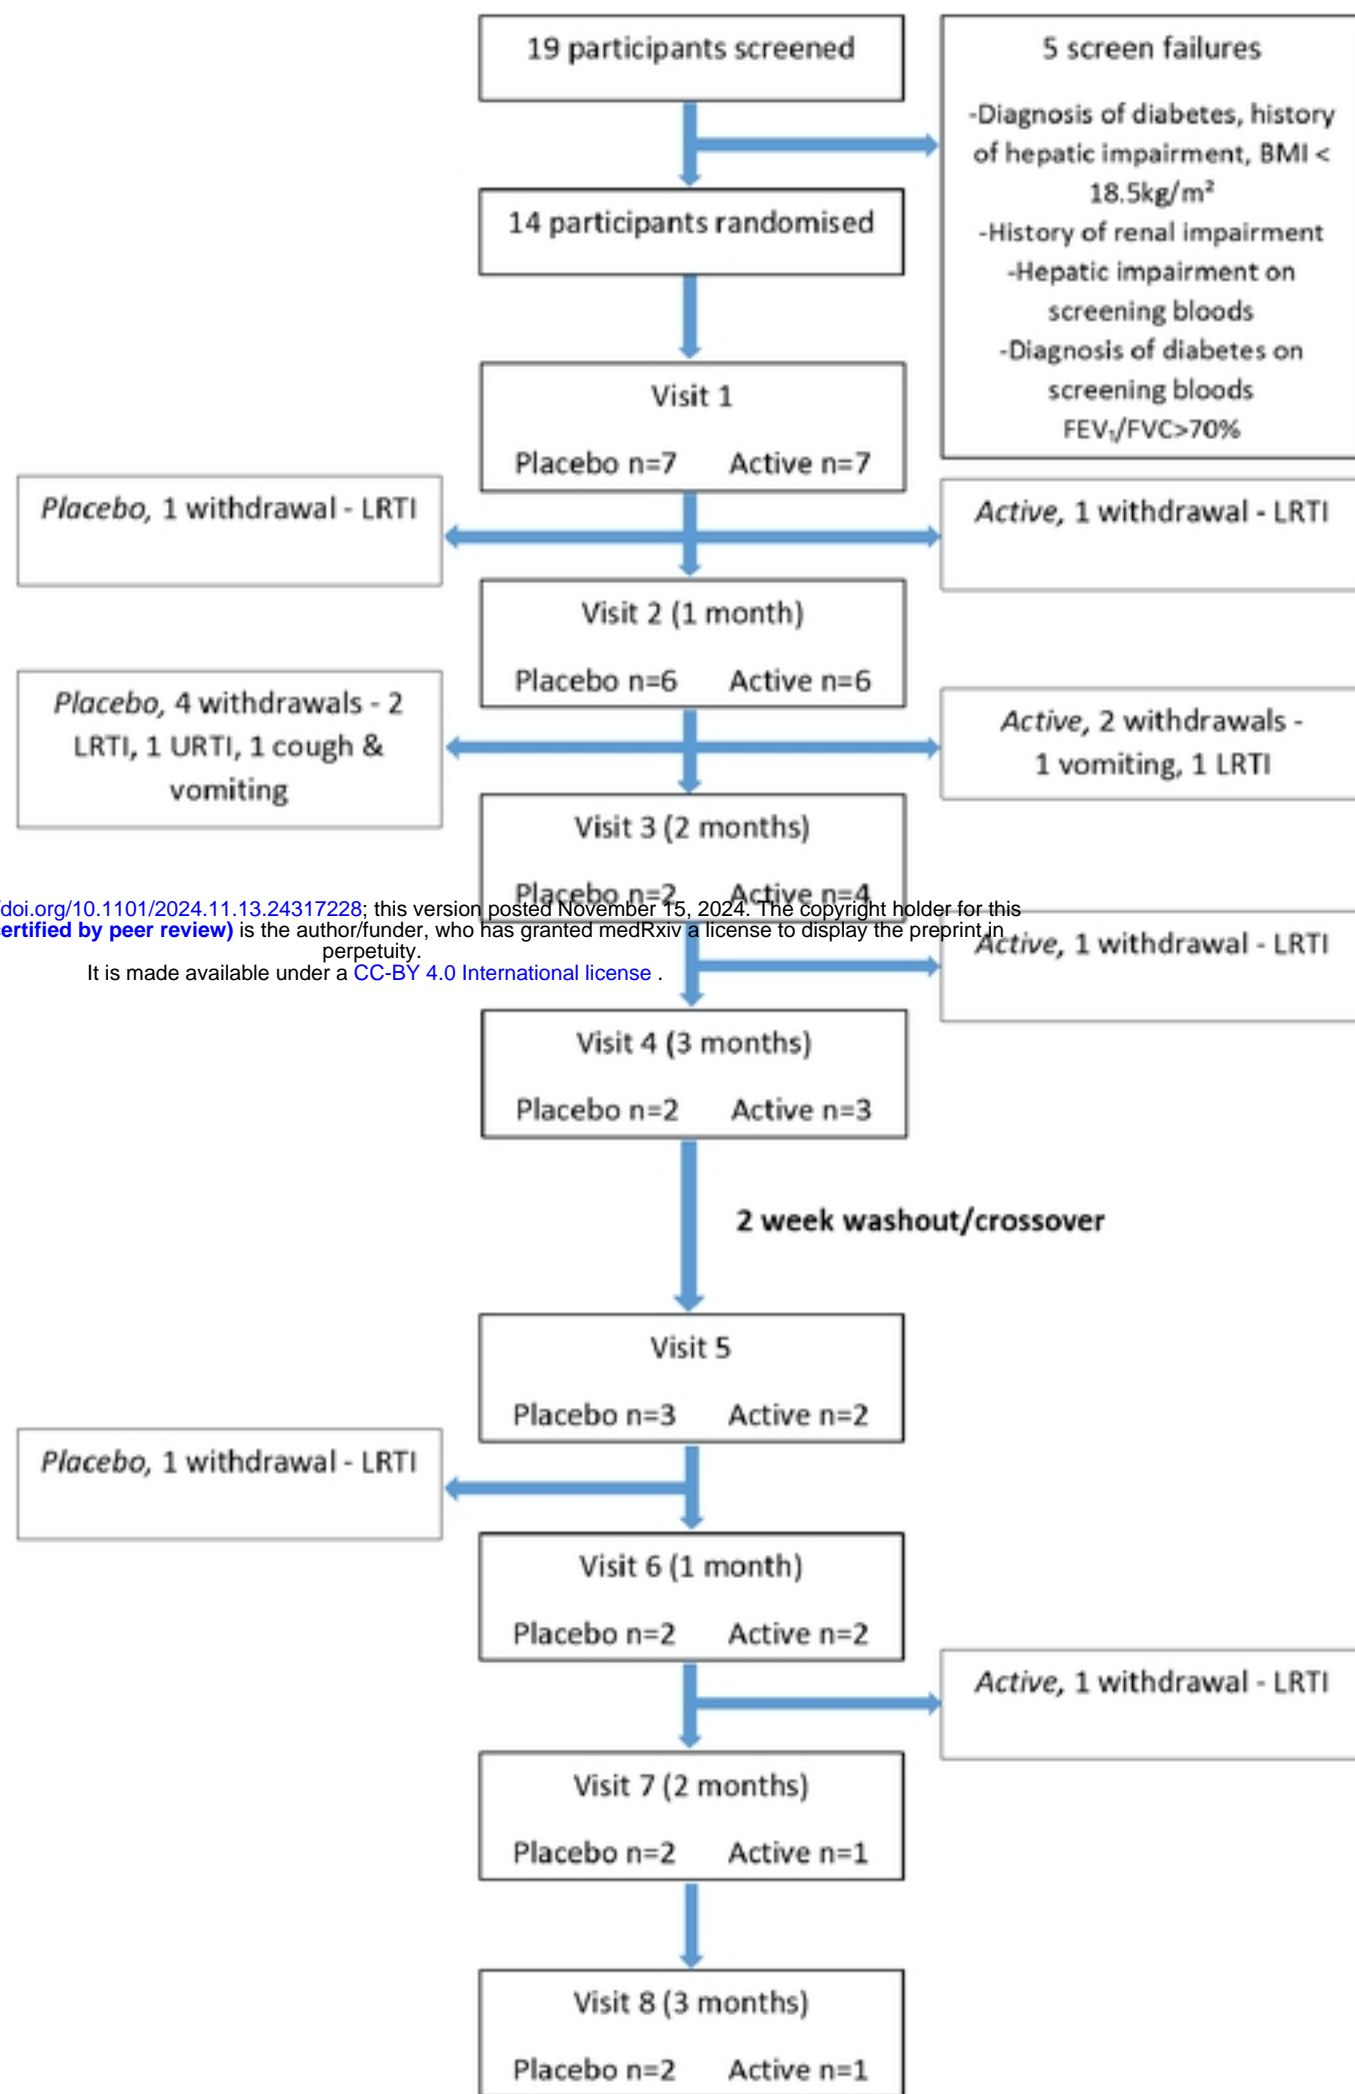 19 participants screened
5 screen failures
-Diagnosis of diabetes, history
of hepatic impairment, BMI <
18.5kg/m²
-History of renal impairment
-Hepatic impairment on
screening bloods
-Diagnosis of diabetes on
screening bloods
FEV₁/FVC>70%
14 participants randomised
Visit 1
Placebo n=7 Active n=7
Placebo, 1 withdrawal - LRTI
Active, 1 withdrawal - LRTI
Visit 2 (1 month)
Placebo n=6 Active n=6
Placebo, 4 withdrawals - 2
LRTI, 1 URTI, 1 cough &
vomiting
Active, 2 withdrawals -
1 vomiting, 1 LRTI
Visit 3 (2 months)
Placebo n=2 Active n=4
/doi.org/10.1101/2024.11.13.24317228; this version posted November 15, 2024. The copyright holder for this
certified by peer review) is the author/funder, who has granted medRxiv a license to display the preprint in
perpetuity.
It is made available under a CC-BY 4.0 International license .
Active, 1 withdrawal - LRTI
Visit 4 (3 months)
Placebo n=2 Active n=3
2 week washout/crossover
Visit 5
Placebo n=3 Active n=2
Placebo, 1 withdrawal - LRTI
Visit 6 (1 month)
Placebo n=2 Active n=2
Active, 1 withdrawal - LRTI
Visit 7 (2 months)
Placebo n=2 Active n=1
Visit 8 (3 months)
Placebo n=2 Active n=1